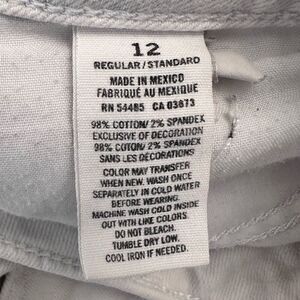 12
REGULAR/STANDARD
MADE IN MEXICO
FABRIQUÉ AU MEXIQUE
RN 54485 CA 03673
98% COTTON/ 2% SPANDEX
EXCLUSIVE OF DECORATION
98% COTON/ 2% SPANDEX
SANS LES DÉCORATIONS
COLOR MAY TRANSFER
WHEN NEW. WASH ONCE
SEPARATELY IN COLD WATER
BEFORE WEARING.
MACHINE WASH COLD INSIDE
OUT WITH LIKE COLORS.
DO NOT BLEACH.
TUMBLE DRY LOW.
COOL IRON IF NEEDED.